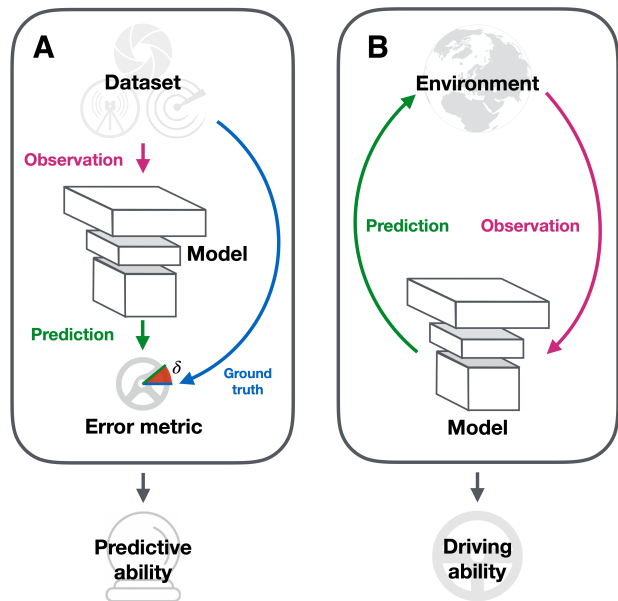 A
Dataset
Observation
Model
Prediction
δ
Ground
truth
Error metric
Predictive
ability
B
Environment
Prediction
Observation
Model
Driving
ability